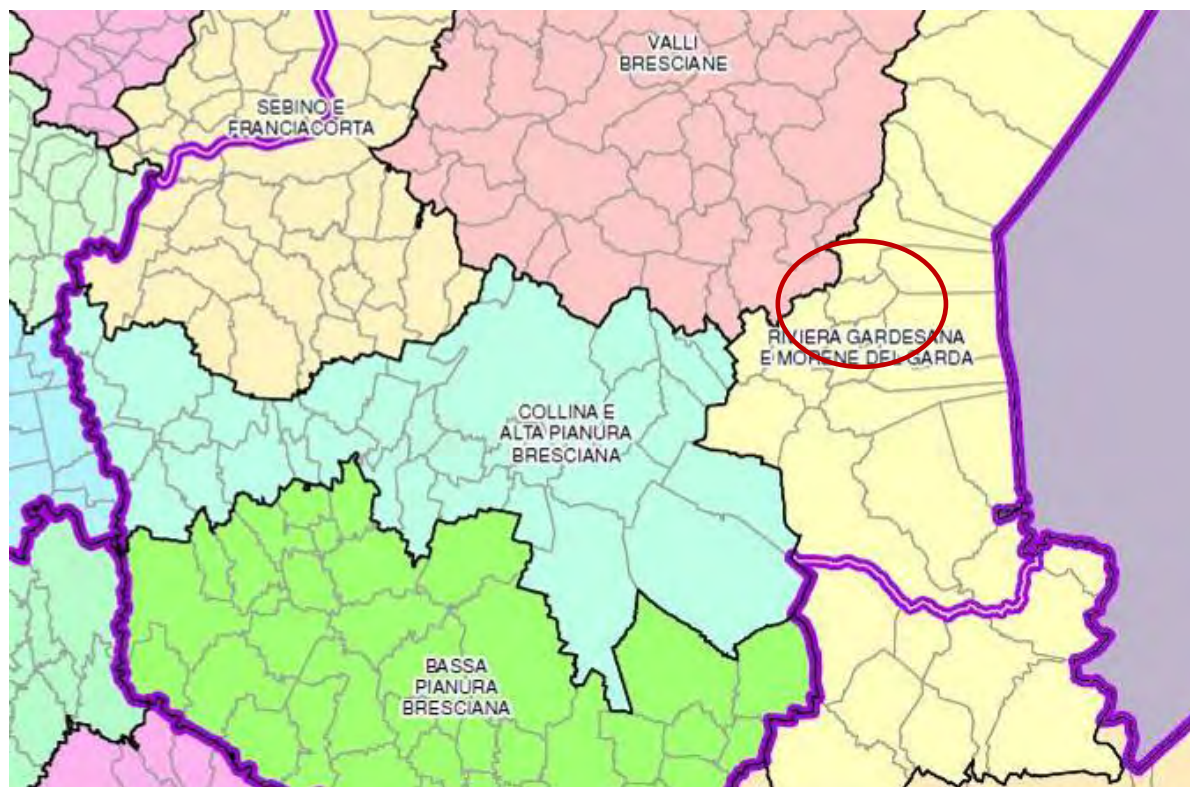 VALLI
BRESCIANE
SEBINO E
FRANCIACORTA
RIVIERA GARDESANA
E MORENE DEL GARDA
COLLINA E
ALTA PIANURA
BRESCIANA
BASSA
PIANURA
BRESCIANA